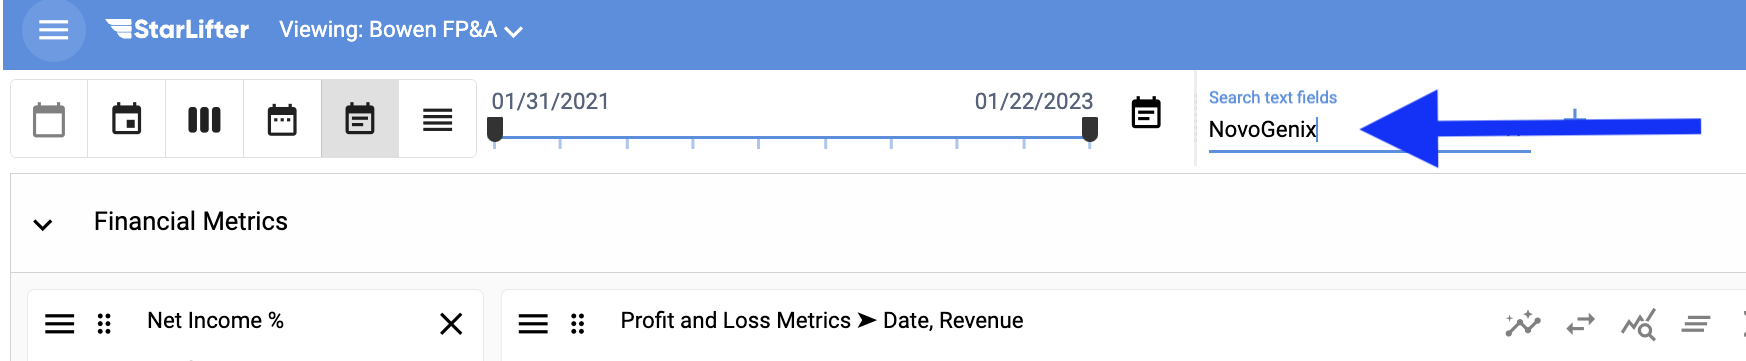 StarLifter
Viewing: Bowen FP&A
01/31/2021
01/22/2023
Search text fields
NovoGenix
Financial Metrics
Net Income %
Profit and Loss Metrics ➤ Date, Revenue